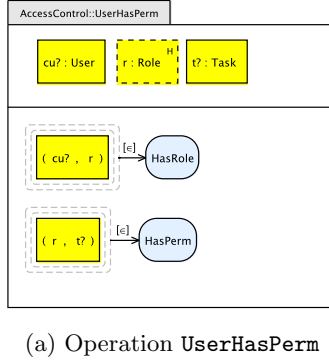 AccessControl::UserHasPerm
H
cu? : User r : Role t? : Task
[∈]
( cu? , r ) HasRole
[∈]
( r , t? ) HasPerm
(a) Operation UserHasPerm